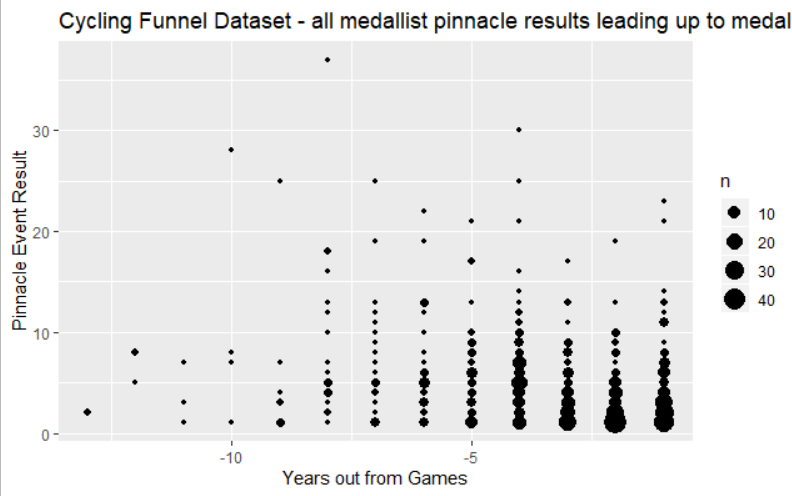 Cycling Funnel Dataset - all medallist pinnacle results leading up to medal
30
20
10
0
Pinnacle Event Result
-10
-5
Years out from Games
n
10
20
30
40